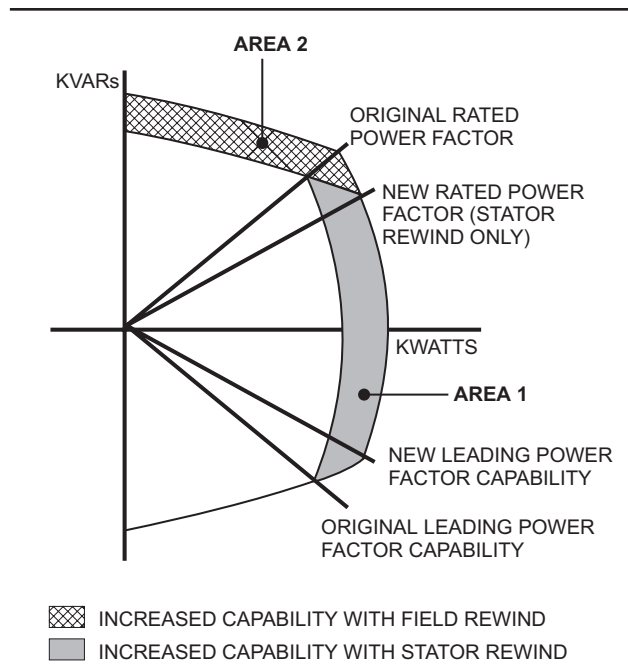 AREA 2
KVARs
ORIGINAL RATED
POWER FACTOR
NEW RATED POWER
FACTOR (STATOR
REWIND ONLY)
KWATTS
AREA 1
NEW LEADING POWER
FACTOR CAPABILITY
ORIGINAL LEADING POWER
FACTOR CAPABILITY
INCREASED CAPABILITY WITH FIELD REWIND
INCREASED CAPABILITY WITH STATOR REWIND